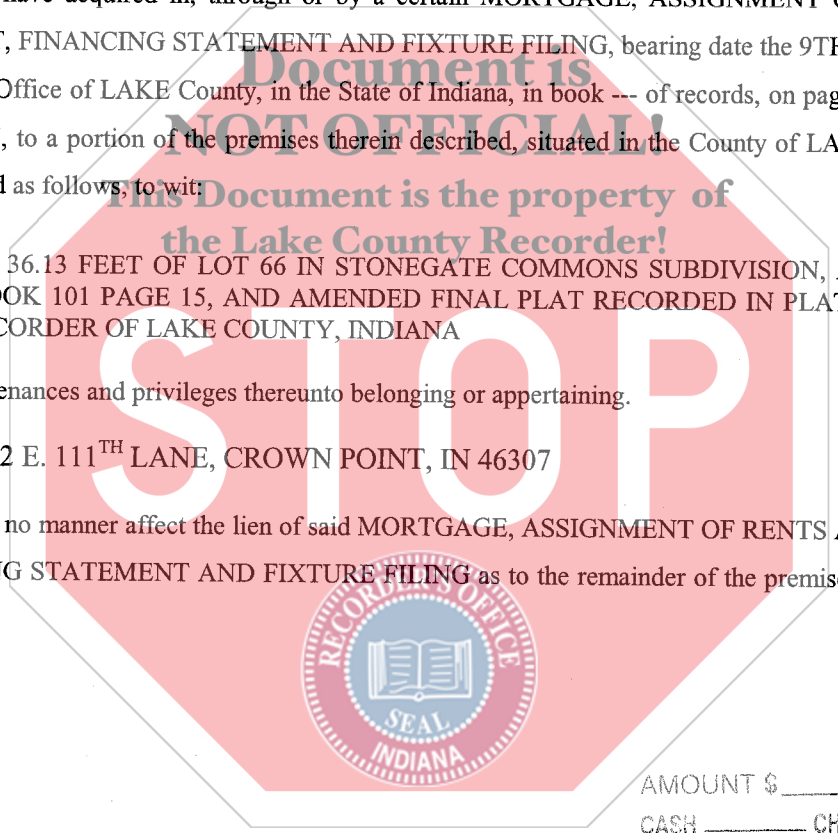 have acquired in, through or by a certain MORTGAGE, ASSIGNMENT
, FINANCING STATEMENT AND FIXTURE FILING, bearing date the 9TH
Document is
Office of LAKE County, in the State of Indiana, in book --- of records, on pag
NOT OFFICIAL!
, to a portion of the premises therein described, situated in the County of LA
d as follows, to wit:
This Document is the property of
the Lake County Recorder!
36.13 FEET OF LOT 66 IN STONEGATE COMMONS SUBDIVISION,
OOK 101 PAGE 15, AND AMENDED FINAL PLAT RECORDED IN PLAT
CORDER OF LAKE COUNTY, INDIANA
STOP
enances and privileges thereunto belonging or appertaining.
2 E. 111TH LANE, CROWN POINT, IN 46307
no manner affect the lien of said MORTGAGE, ASSIGNMENT OF RENTS A
NG STATEMENT AND FIXTURE FILING as to the remainder of the premise
RECORDER'S OFFICE
SEAL
INDIANA
AMOUNT $
CASH CH